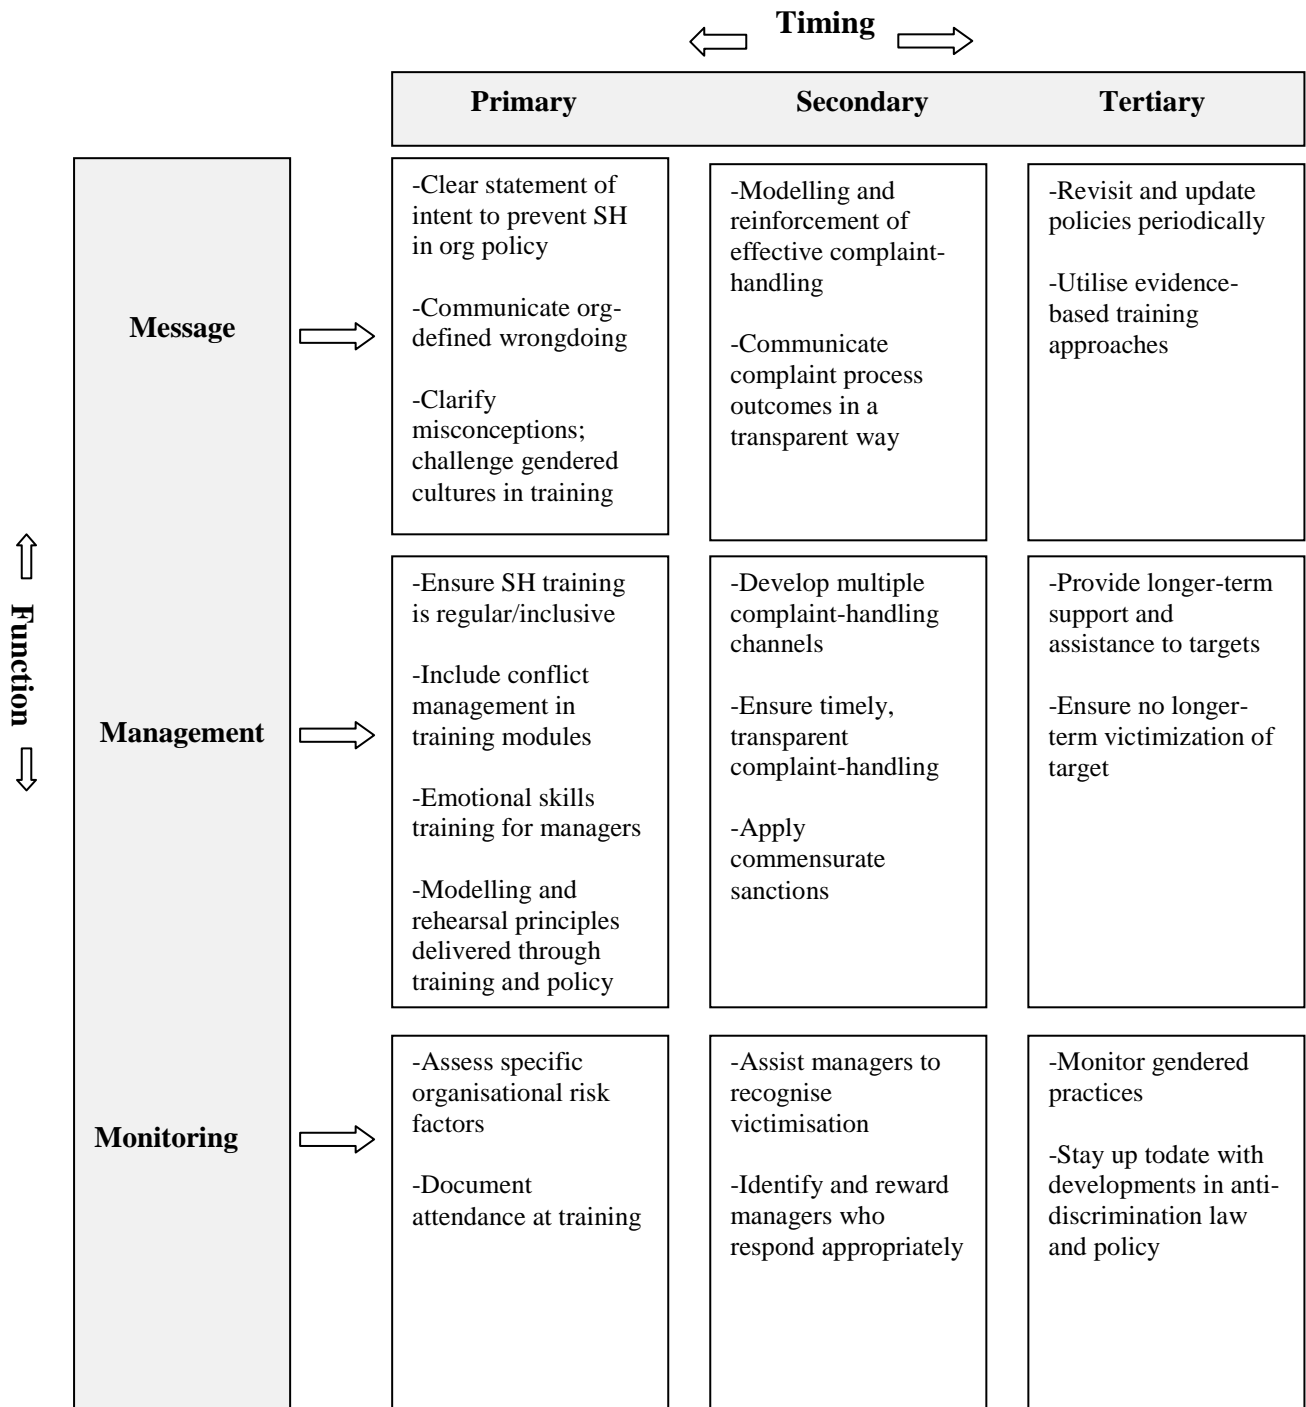 Timing
Primary
Secondary
Tertiary
Function
Message
-Clear statement of
intent to prevent SH
in org policy
-Communicate org-
defined wrongdoing
-Clarify
misconceptions;
challenge gendered
cultures in training
-Modelling and
reinforcement of
effective complaint-
handling
-Communicate
complaint process
outcomes in a
transparent way
-Revisit and update
policies periodically
-Utilise evidence-
based training
approaches
Management
-Ensure SH training
is regular/inclusive
-Include conflict
management in
training modules
-Emotional skills
training for managers
-Modelling and
rehearsal principles
delivered through
training and policy
-Develop multiple
complaint-handling
channels
-Ensure timely,
transparent
complaint-handling
-Apply
commensurate
sanctions
-Provide longer-term
support and
assistance to targets
-Ensure no longer-
term victimization of
target
Monitoring
-Assess specific
organisational risk
factors
-Document
attendance at training
-Assist managers to
recognise
victimisation
-Identify and reward
managers who
respond appropriately
-Monitor gendered
practices
-Stay up todate with
developments in anti-
discrimination law
and policy